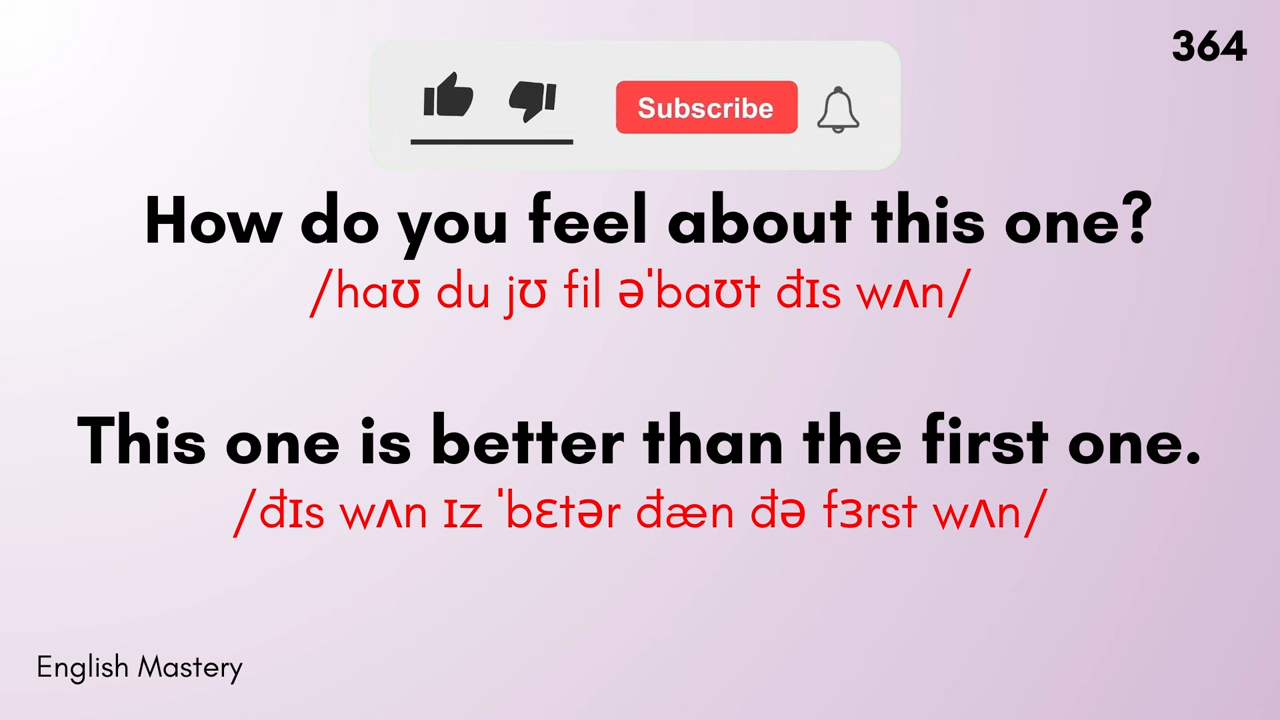 364
Subscribe
How do you feel about this one?
/haʊ du jʊ fil əˈbaʊt đɪs wʌn/
This one is better than the first one.
/đɪs wʌn ɪz ˈbɛtər đæn đə fɜrst wʌn/
English Mastery